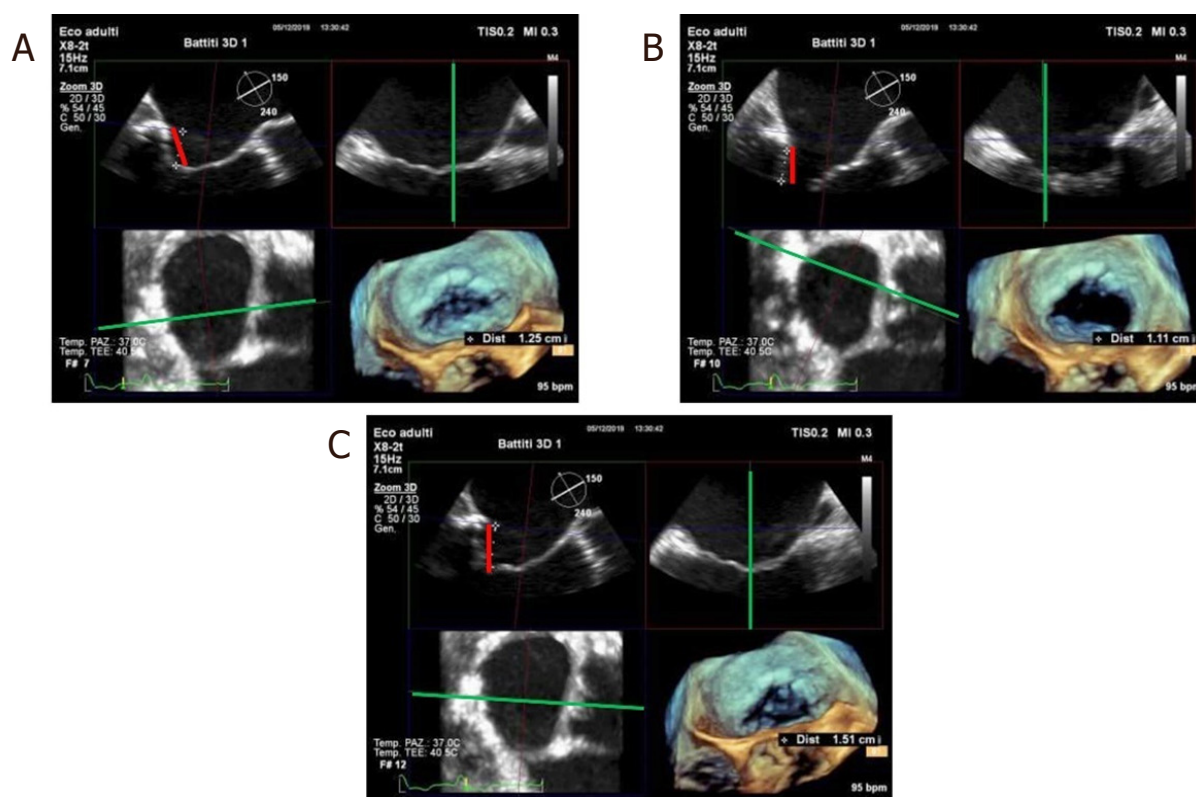 A
Eco adulti
X8-2t
15Hz
7.1cm
05/12/2019 13:30:42
Battiti 3D 1
TIS0.2 MI 0.3
M4
Zoom 3D
2D / 3D
% 54 / 45
C 50 / 30
Gen.
150
240
Temp. PAZ.: 37.0C
Temp. TEE: 40.5C
F# 7
Dist 1.25 cm
95 bpm
B
Eco adulti
X8-2t
15Hz
7.1cm
05/12/2019 13:30:42
Battiti 3D 1
TIS0.2 MI 0.3
M4
Zoom 3D
2D / 3D
% 54 / 45
C 50 / 30
Gen.
150
240
Temp. PAZ.: 37.0C
Temp. TEE: 40.5C
F# 10
Dist 1.11 cm
95 bpm
C
Eco adulti
X8-2t
15Hz
7.1cm
05/12/2019 13:30:42
Battiti 3D 1
TIS0.2 MI 0.3
M4
Zoom 3D
2D / 3D
% 54 / 45
C 50 / 30
Gen.
150
240
Temp. PAZ.: 37.0C
Temp. TEE: 40.5C
F# 12
Dist 1.51 cm
95 bpm